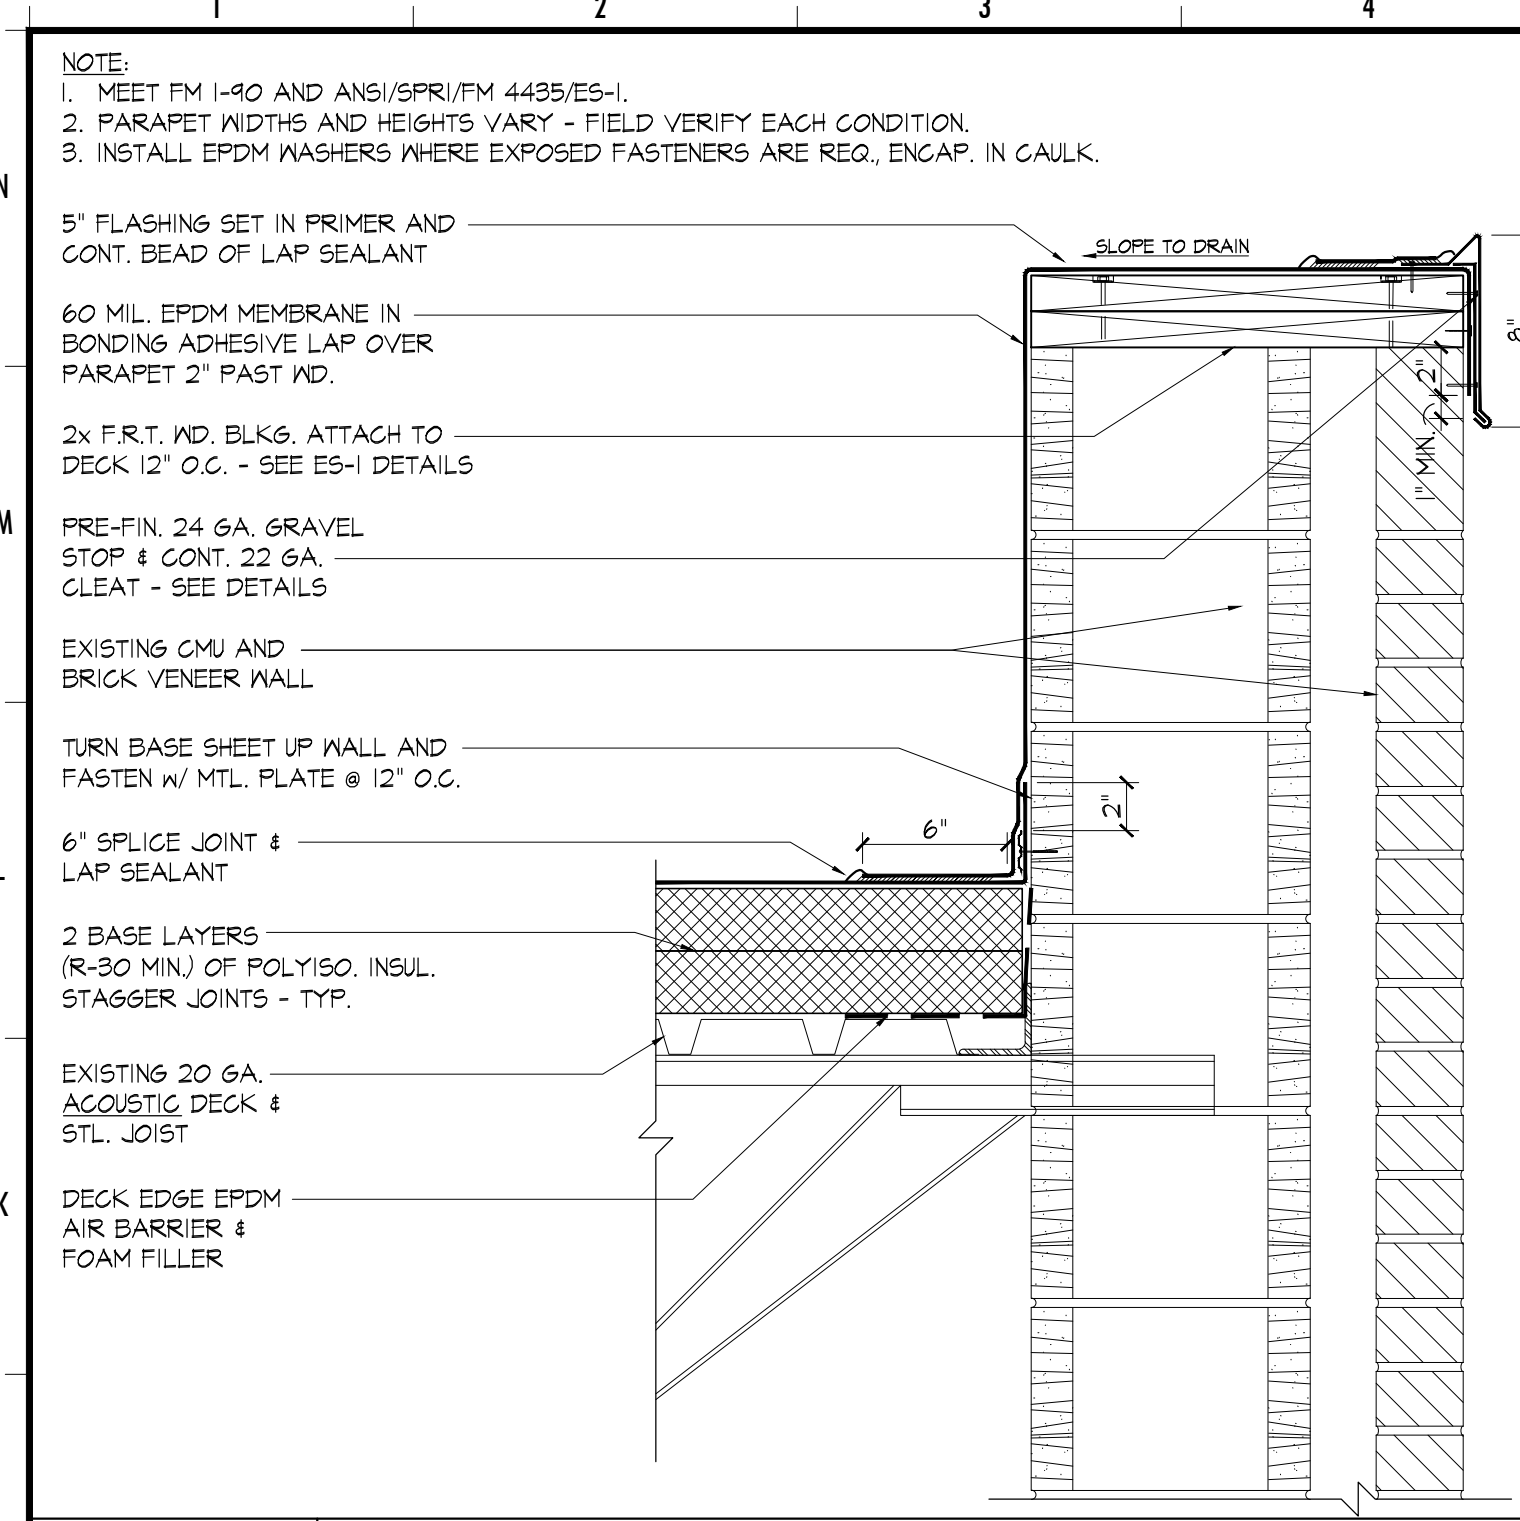 1 2 3 4
NOTE:
1. MEET FM 1-90 AND ANSI/SPRI/FM 4435/ES-1.
2. PARAPET WIDTHS AND HEIGHTS VARY - FIELD VERIFY EACH CONDITION.
3. INSTALL EPDM WASHERS WHERE EXPOSED FASTENERS ARE REQ., ENCAP. IN CAULK.
N
5" FLASHING SET IN PRIMER AND
CONT. BEAD OF LAP SEALANT
SLOPE TO DRAIN
60 MIL. EPDM MEMBRANE IN
BONDING ADHESIVE LAP OVER
PARAPET 2" PAST WD.
8"
2"
1" MIN.
2x F.R.T. WD. BLKG. ATTACH TO
DECK 12" O.C. - SEE ES-1 DETAILS
M
PRE-FIN. 24 GA. GRAVEL
STOP & CONT. 22 GA.
CLEAT - SEE DETAILS
EXISTING CMU AND
BRICK VENEER WALL
TURN BASE SHEET UP WALL AND
FASTEN w/ MTL. PLATE @ 12" O.C.
2"
6"
6" SPLICE JOINT &
LAP SEALANT
2 BASE LAYERS
(R-30 MIN.) OF POLYISO. INSUL.
STAGGER JOINTS - TYP.
EXISTING 20 GA.
ACOUSTIC DECK &
STL. JOIST
K
DECK EDGE EPDM
AIR BARRIER &
FOAM FILLER